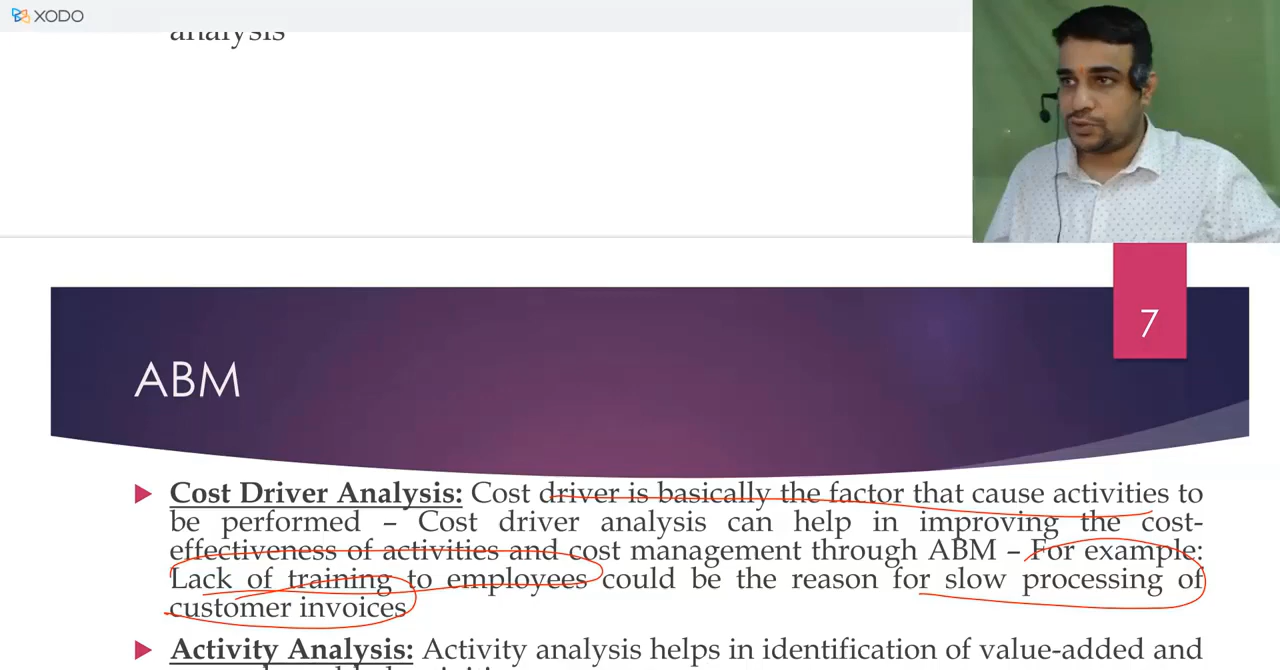 XODO
analysis
7
ABM
Cost Driver Analysis: Cost driver is basically the factor that cause activities to
be performed – Cost driver analysis can help in improving the cost-
effectiveness of activities and cost management through ABM – For example:
Lack of training to employees could be the reason for slow processing of
customer invoices
Activity Analysis: Activity analysis helps in identification of value-added and